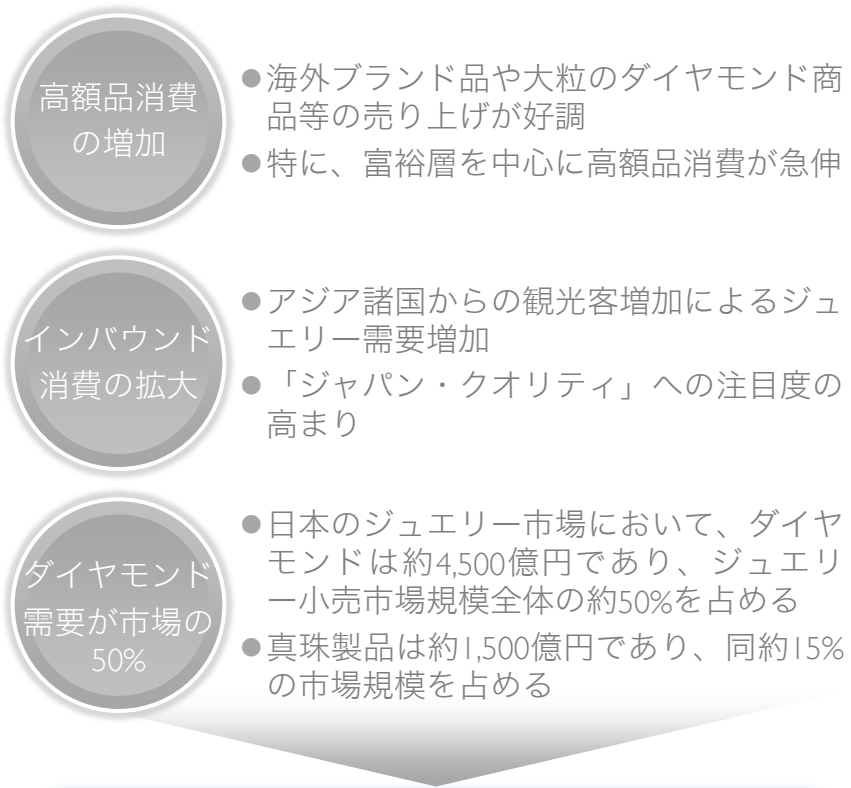 高額品消費
の増加
●海外ブランド品や大粒のダイヤモンド商
品等の売り上げが好調
●特に、富裕層を中心に高額品消費が急伸
インバウンド
消費の拡大
●アジア諸国からの観光客増加によるジュ
エリー需要増加
●「ジャパン・クオリティ」への注目度の
高まり
ダイヤモンド
需要が市場の
50%
●日本のジュエリー市場において、ダイヤ
モンドは約4,500億円であり、ジュエリ
ー小売市場規模全体の約50%を占める
●真珠製品は約1,500億円であり、同約15%
の市場規模を占める